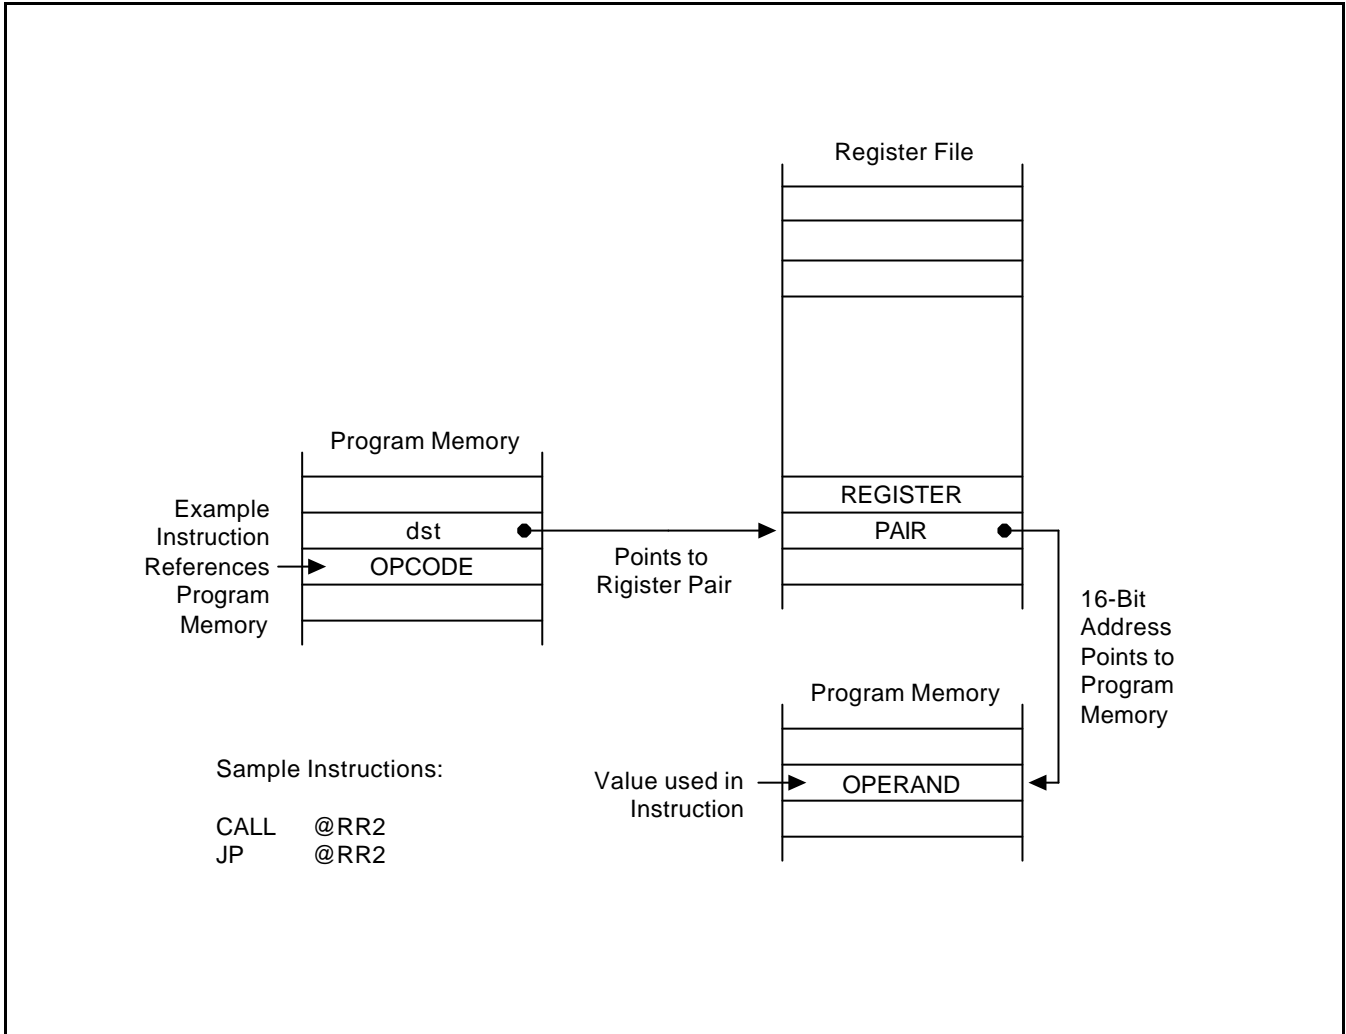 Register File
Program Memory
REGISTER
Example
Instruction
References
Program
Memory
dst
OPCODE
Points to
Rigister Pair
PAIR
16-Bit
Address
Points to
Program
Memory
Program Memory
Sample Instructions:
CALL @RR2
JP @RR2
Value used in
Instruction
OPERAND